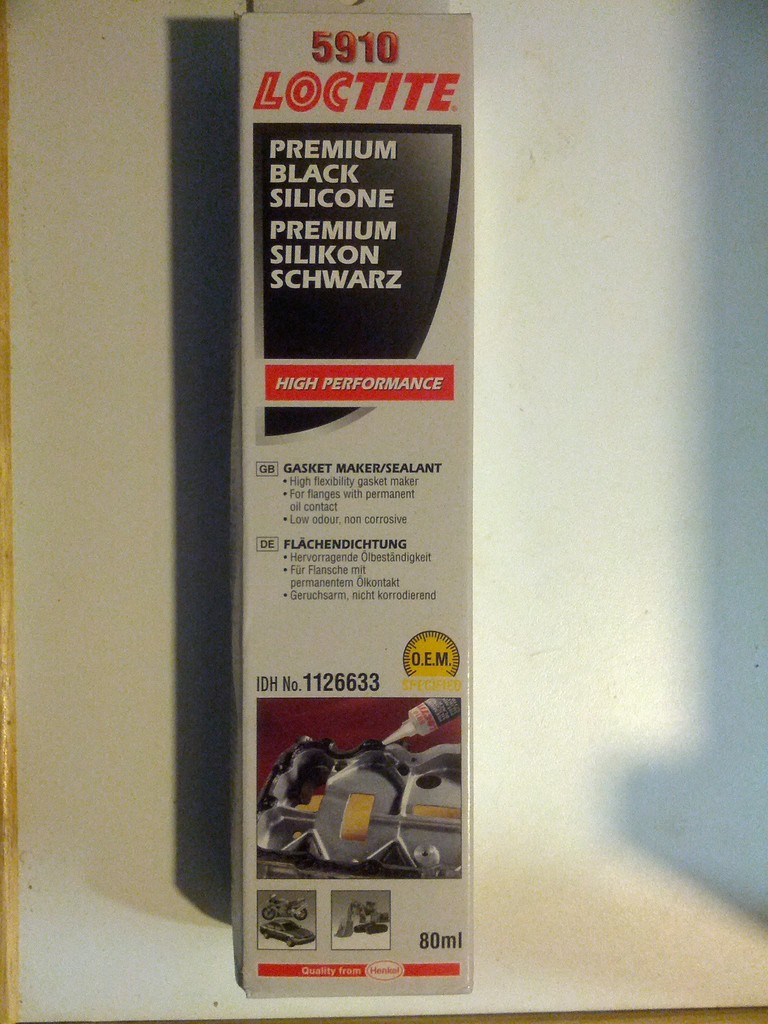 5910
LOCTITE
PREMIUM
BLACK
SILICONE
PREMIUM
SILIKON
SCHWARZ
HIGH PERFORMANCE
GB GASKET MAKER/SEALANT
• High flexibility gasket maker
• For flanges with permanent
oil contact
• Low odour, non corrosive
DE FLÄCHENDICHTUNG
• Hervorragende Ölbeständigkeit
• Für Flansche mit
permanentem Ölkontakt
• Geruchsarm, nicht korrodierend
O.E.M.
SPECIFIED
IDH No. 1126633
80ml
Quality from Henkel